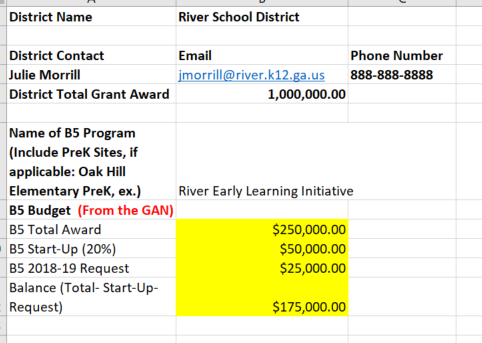 District Name River School District
District Contact Email Phone Number
Julie Morrill jmorrill@river.k12.ga.us 888-888-8888
District Total Grant Award 1,000,000.00
Name of B5 Program
(Include PreK Sites, if
applicable: Oak Hill
Elementary PreK, ex.) River Early Learning Initiative
B5 Budget (From the GAN)
B5 Total Award $250,000.00
B5 Start-Up (20%) $50,000.00
B5 2018-19 Request $25,000.00
Balance (Total- Start-Up-
Request) $175,000.00